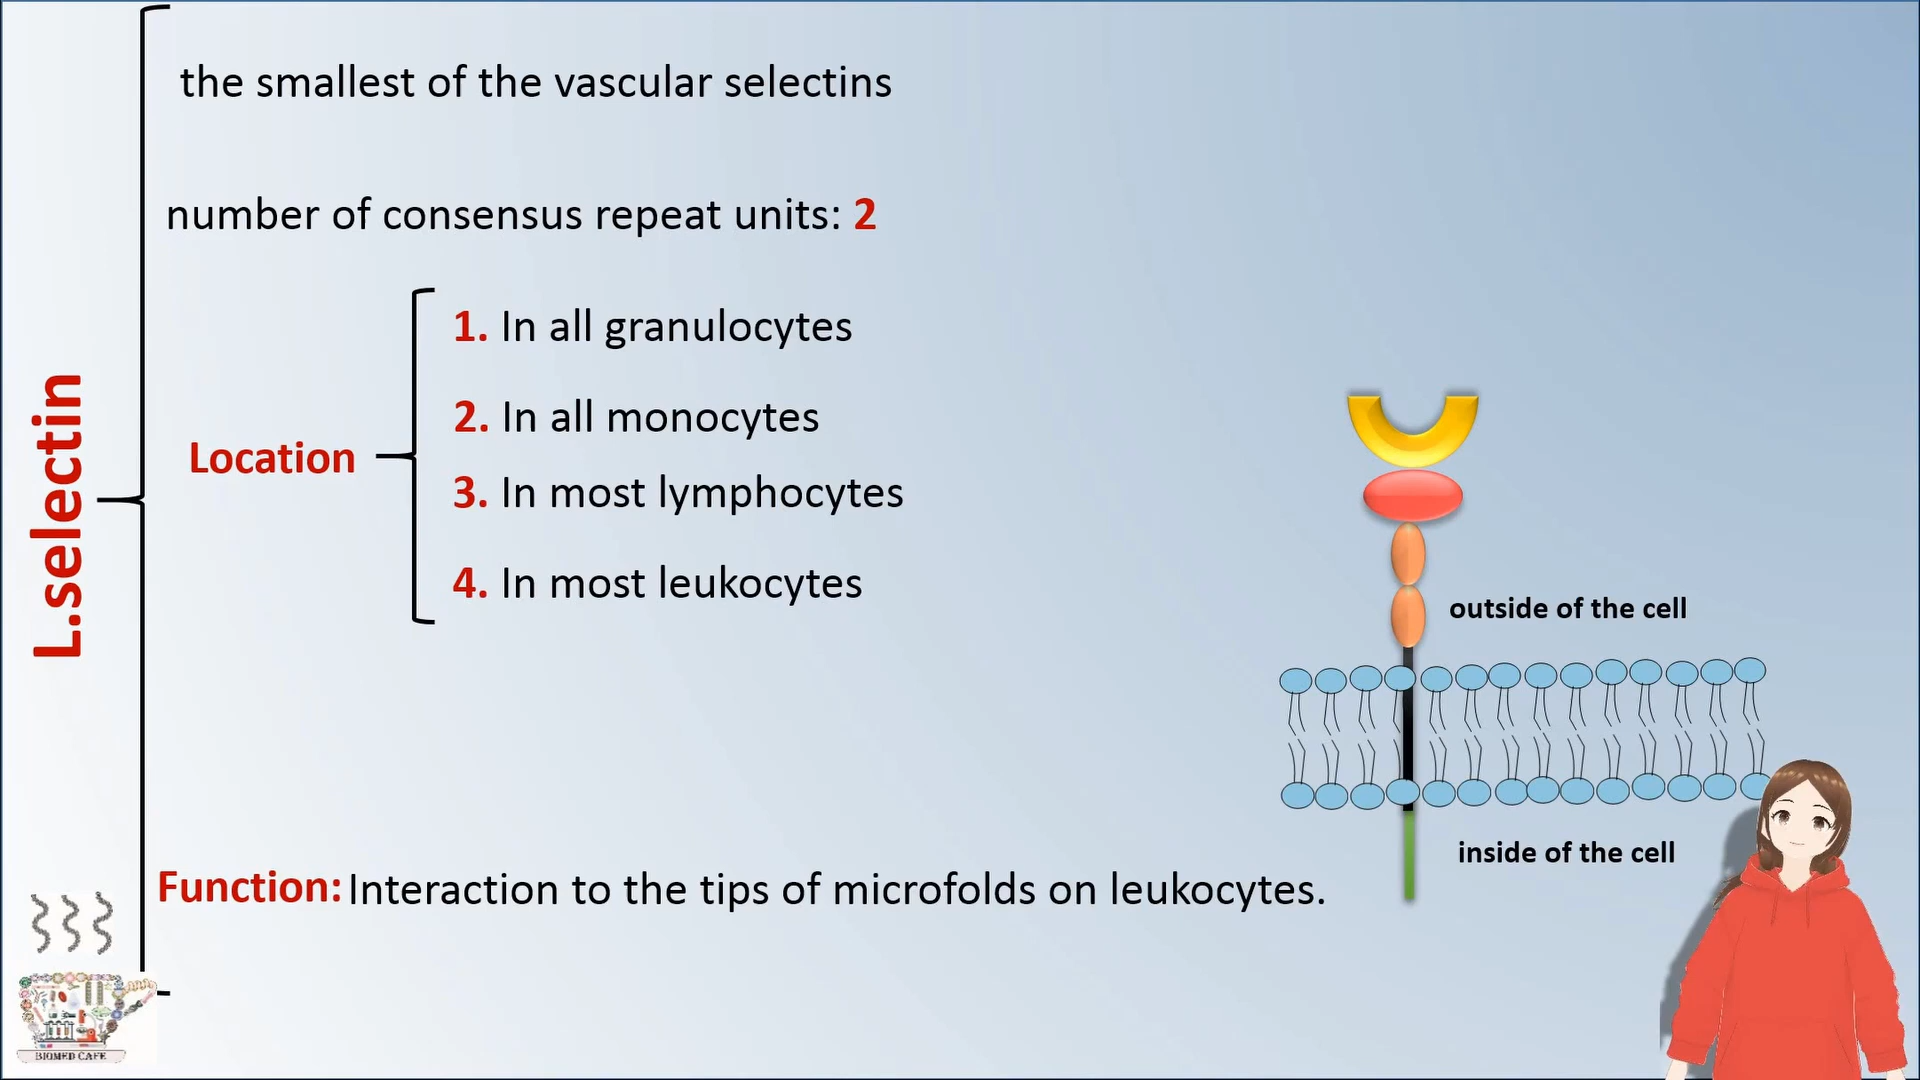 L.selectin
the smallest of the vascular selectins
number of consensus repeat units: 2
Location
1. In all granulocytes
2. In all monocytes
3. In most lymphocytes
4. In most leukocytes
outside of the cell
inside of the cell
Function: Interaction to the tips of microfolds on leukocytes.
BIOMED CAFE